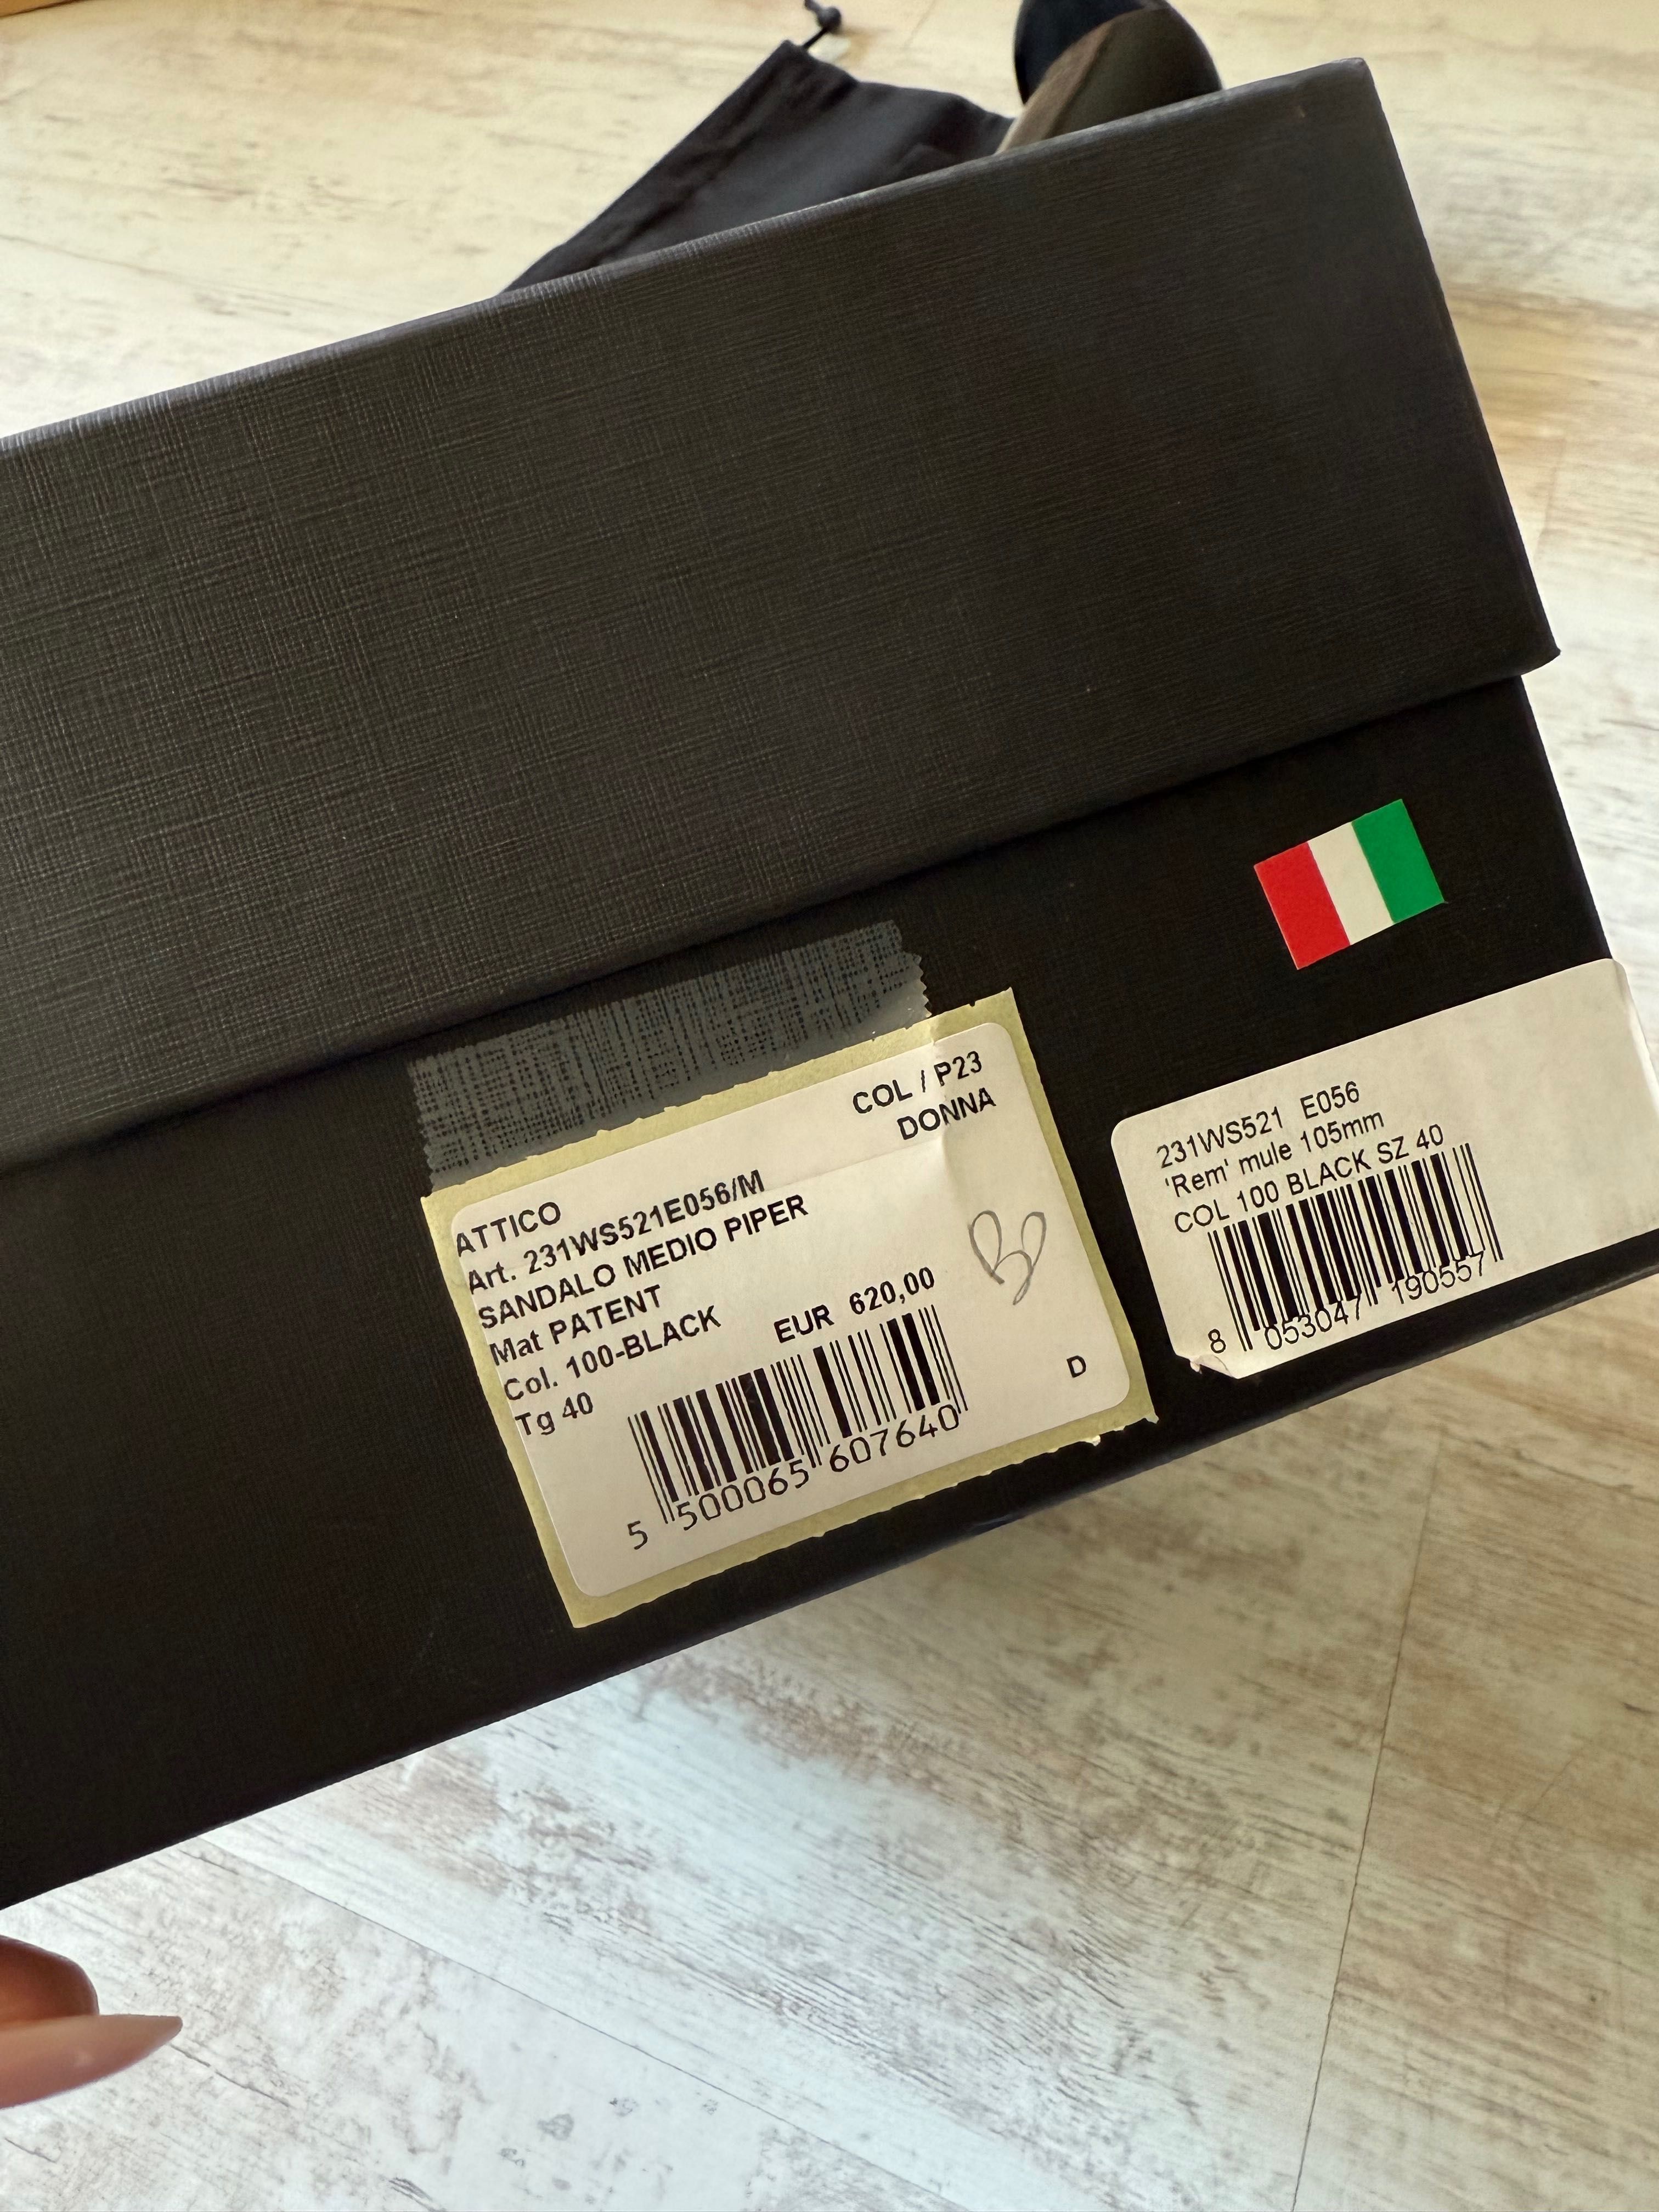 COL / P23
DONNA
ATTICO
Art. 231WS521E056/M
SANDALO MEDIO PIPER
Mat PATENT
Col. 100-BLACK
EUR 620,00
Tg 40
D
5 500065 607640
231WS521 E056
'Rem' mule 105mm
COL 100 BLACK SZ 40
8 053047 190557